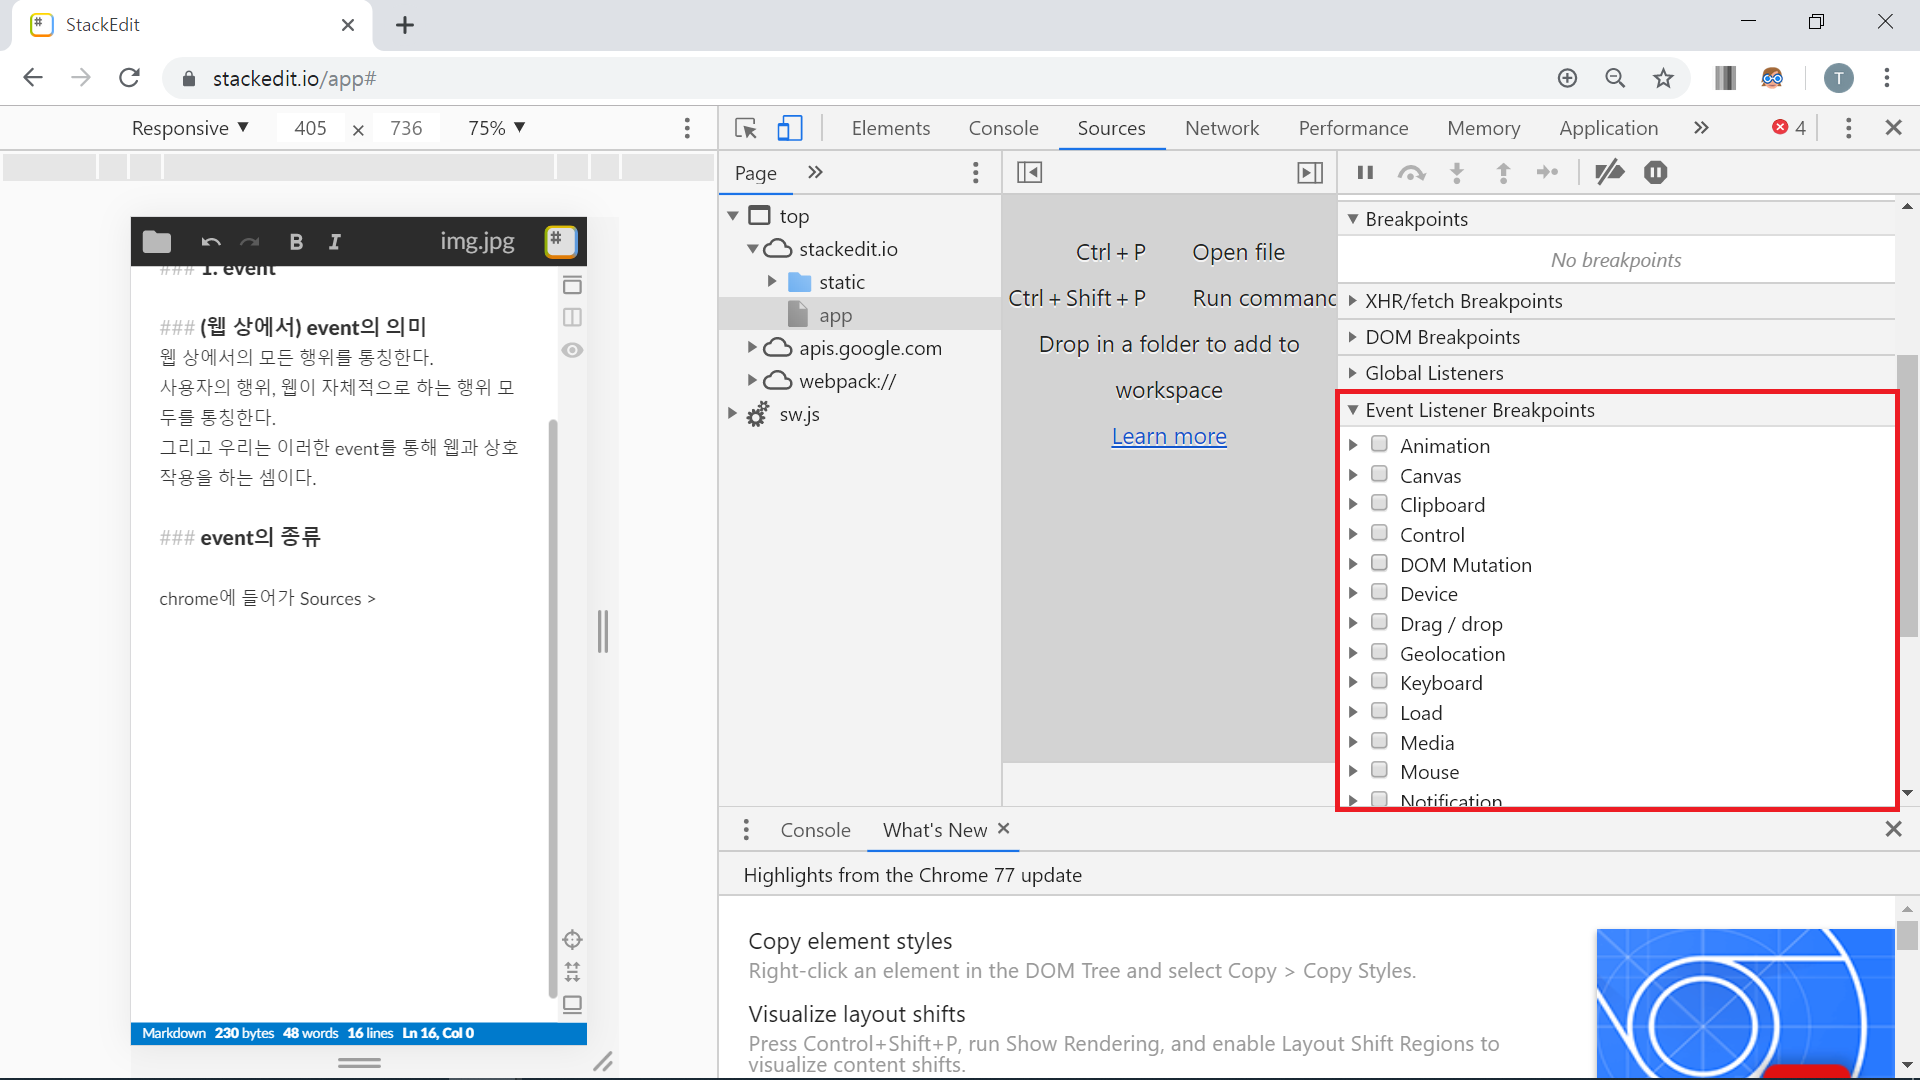 StackEdit
stackedit.io/app#
T
Responsive ▼ 405 × 736 75% ▼
Elements Console Sources Network Performance Memory Application » 4
Page »
img.jpg
B I
### 1. event
### (웹 상에서) event의 의미
웹 상에서의 모든 행위를 통칭한다.
사용자의 행위, 웹이 자체적으로 하는 행위 모
두를 통칭한다.
그리고 우리는 이러한 event를 통해 웹과 상호
작용을 하는 셈이다.
### event의 종류
chrome에 들어가 Sources >
Markdown 230 bytes 48 words 16 lines Ln 16, Col 0
top
stackedit.io
static
app
apis.google.com
webpack://
sw.js
Ctrl + P Open file
Ctrl + Shift + P Run command
Drop in a folder to add to
workspace
Learn more
Breakpoints
No breakpoints
XHR/fetch Breakpoints
DOM Breakpoints
Global Listeners
Event Listener Breakpoints
Animation
Canvas
Clipboard
Control
DOM Mutation
Device
Drag / drop
Geolocation
Keyboard
Load
Media
Mouse
Notification
Console What's New ×
Highlights from the Chrome 77 update
Copy element styles
Right-click an element in the DOM Tree and select Copy > Copy Styles.
Visualize layout shifts
Press Control+Shift+P, run Show Rendering, and enable Layout Shift Regions to
visualize content shifts.